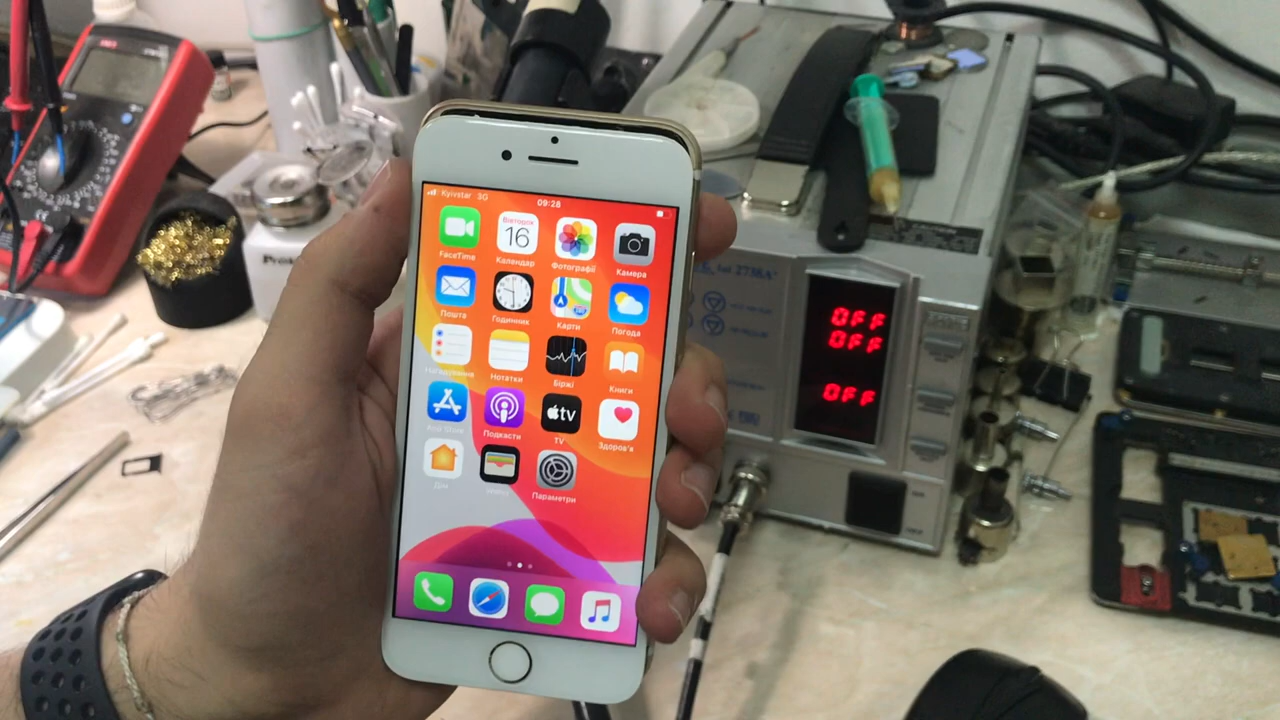 Kyivstar 3G
09:28
FaceTime
Вівторок
16
Календар
Фотографії
Камера
Пошта
Годинник
Карти
Погода
Нагадування
Нотатки
Біржі
Книги
App Store
Подкасти
tv
TV
Здоров'я
Дім
Параметри
OFF
OFF
OFF